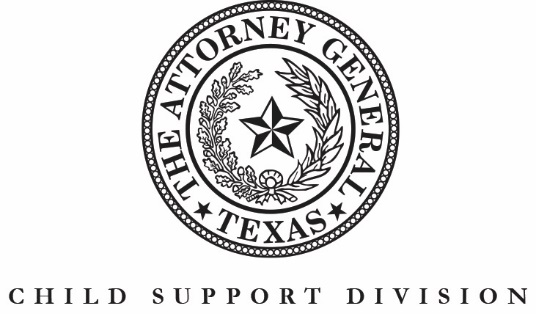 THE ATTORNEY GENERAL
TEXAS
CHILD SUPPORT DIVISION